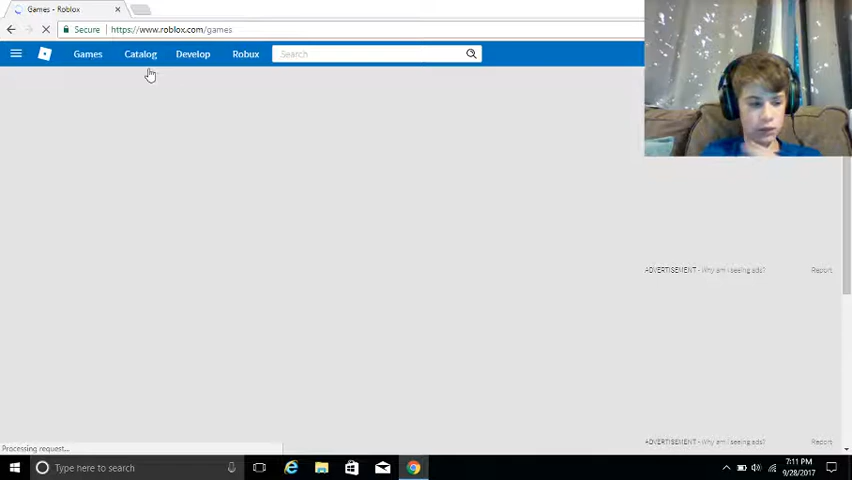 Games - Roblox
Secure https://www.roblox.com/games
Games Catalog Develop Robux Search
ADVERTISEMENT - Why am I seeing ads? Report
ADVERTISEMENT - Why am I seeing ads? Report
Processing request...
Type here to search
7:11 PM
9/28/2017